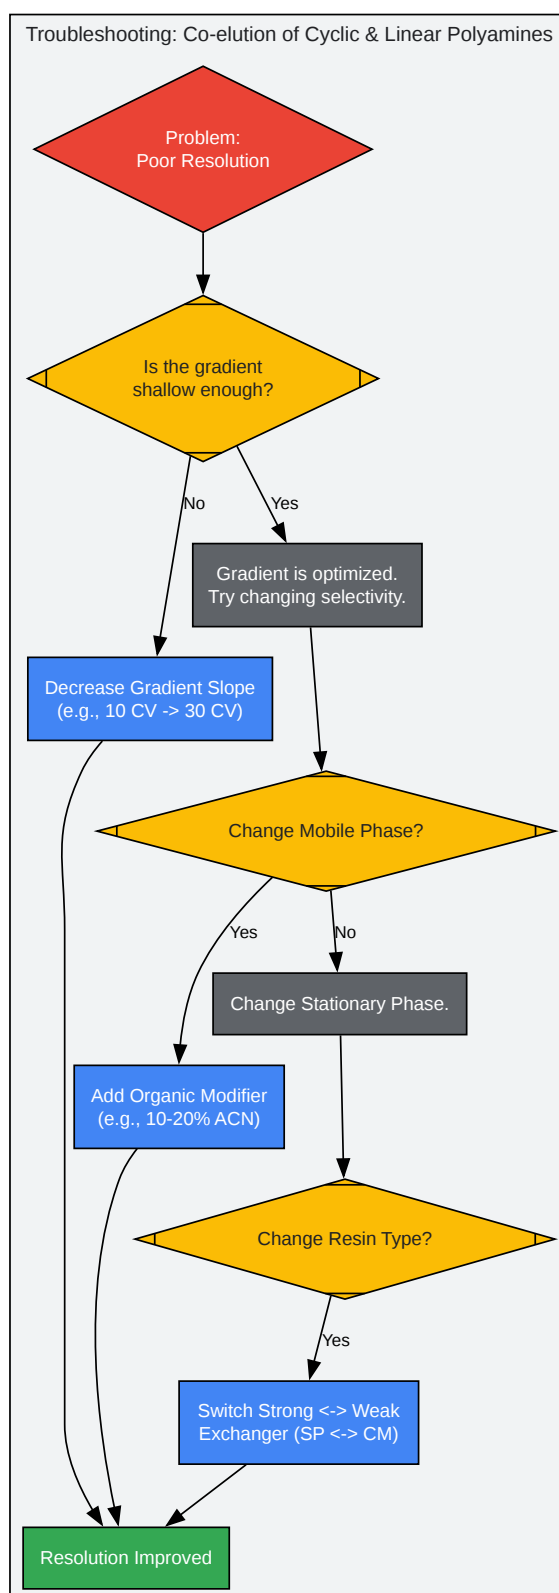 Troubleshooting: Co-elution of Cyclic & Linear Polyamines
Problem:
Poor Resolution
Is the gradient
shallow enough?
No
Yes
Gradient is optimized.
Try changing selectivity.
Decrease Gradient Slope
(e.g., 10 CV -> 30 CV)
Change Mobile Phase?
Yes
No
Change Stationary Phase.
Add Organic Modifier
(e.g., 10-20% ACN)
Change Resin Type?
Yes
Switch Strong <-> Weak
Exchanger (SP <-> CM)
Resolution Improved